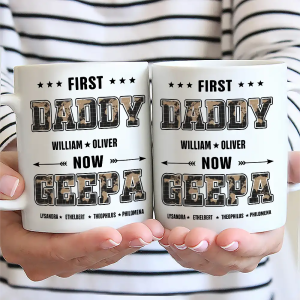 FIRST
DADDY
WILLIAM ★ OLIVER
NOW
GEEPA
LYSANDRA • ETHELBERT • THEOPHILUS • PHILOMENA
FIRST
DADDY
WILLIAM ★ OLIVER
NOW
GEEPA
LYSANDRA • ETHELBERT • THEOPHILUS • PHILOMENA